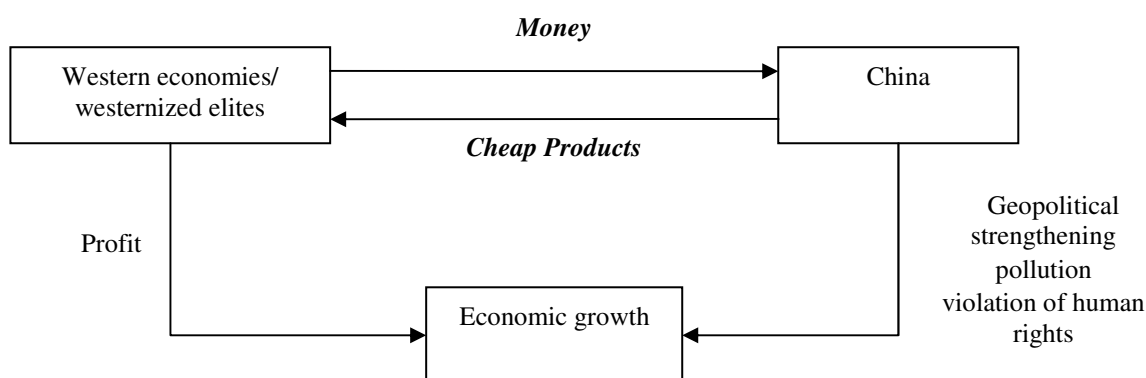 Money
Western economies/
westernized elites
China
Cheap Products
Profit
Geopolitical
strengthening
pollution
violation of human
rights
Economic growth